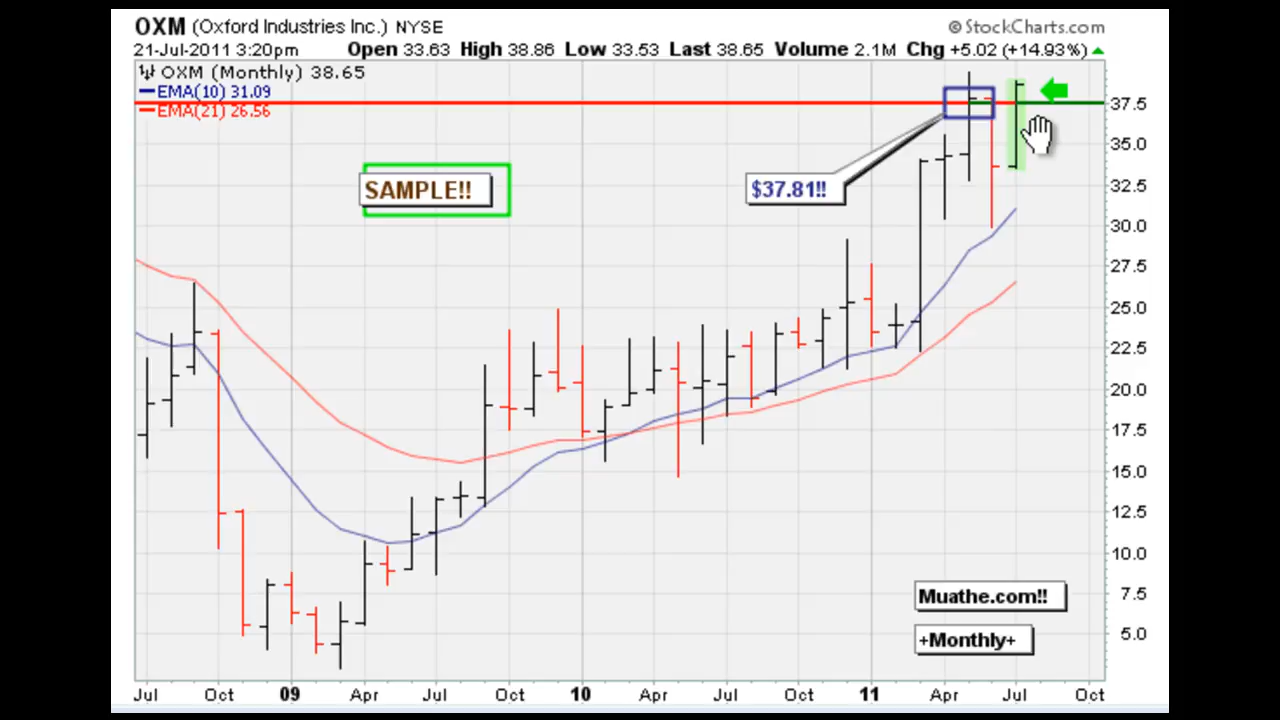 OXM (Oxford Industries Inc.) NYSE
© StockCharts.com
21-Jul-2011 3:20pm Open 33.63 High 38.86 Low 33.53 Last 38.65 Volume 2.1M Chg +5.02 (+14.93%)
OXM (Monthly) 38.65
EMA(10) 31.09
EMA(21) 26.56
SAMPLE!!
$37.81!!
37.5
35.0
32.5
30.0
27.5
25.0
22.5
20.0
17.5
15.0
12.5
10.0
7.5
5.0
Muathe.com!!
+Monthly+
Jul Oct 09 Apr Jul Oct 10 Apr Jul Oct 11 Apr Jul Oct